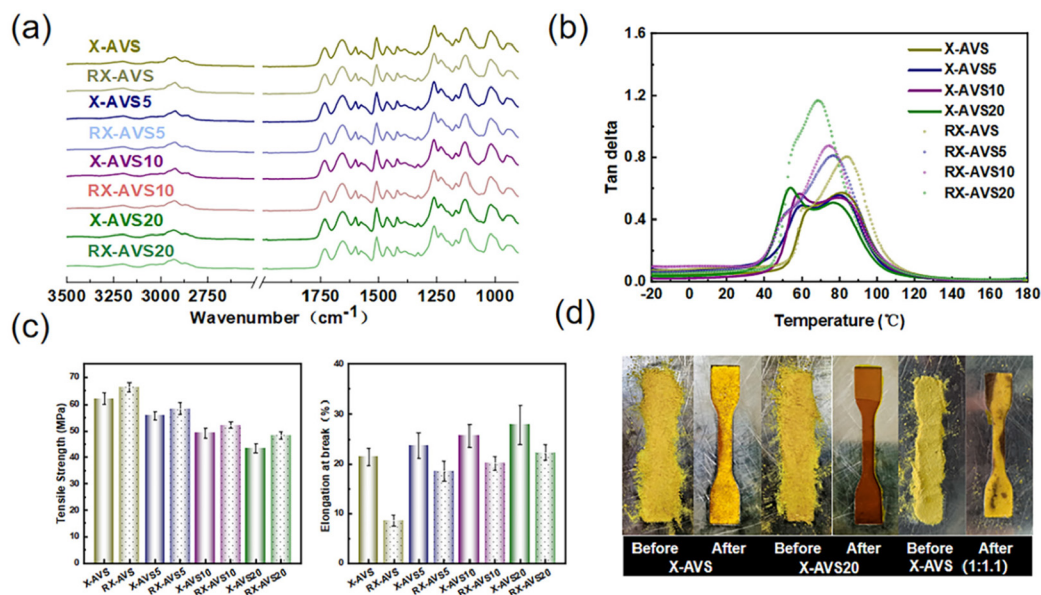 (a)
X-AVS
RX-AVS
X-AVS5
RX-AVS5
X-AVS10
RX-AVS10
X-AVS20
RX-AVS20
3500 3000 2750 1750 1500 1250 1000
Wavenumber (cm-1)
(b)
Tan delta
1.6
1.2
0.8
0.4
0.0
-20 0 20 40 60 80 100 120 140 160 180
Temperature (℃)
X-AVS
X-AVS5
X-AVS10
X-AVS20
RX-AVS
RX-AVS5
RX-AVS10
RX-AVS20
(c)
Tensile Strength (MPa)
70
60
50
40
30
20
10
0
X-AVS RX-AVS X-AVS5 RX-AVS5 X-AVS10 RX-AVS10 X-AVS20 RX-AVS20
Elongation at break (%)
40
30
20
10
0
X-AVS RX-AVS X-AVS5 RX-AVS5 X-AVS10 RX-AVS10 X-AVS20 RX-AVS20
(d)
Before After Before After Before After
X-AVS X-AVS20 X-AVS (1:1.1)